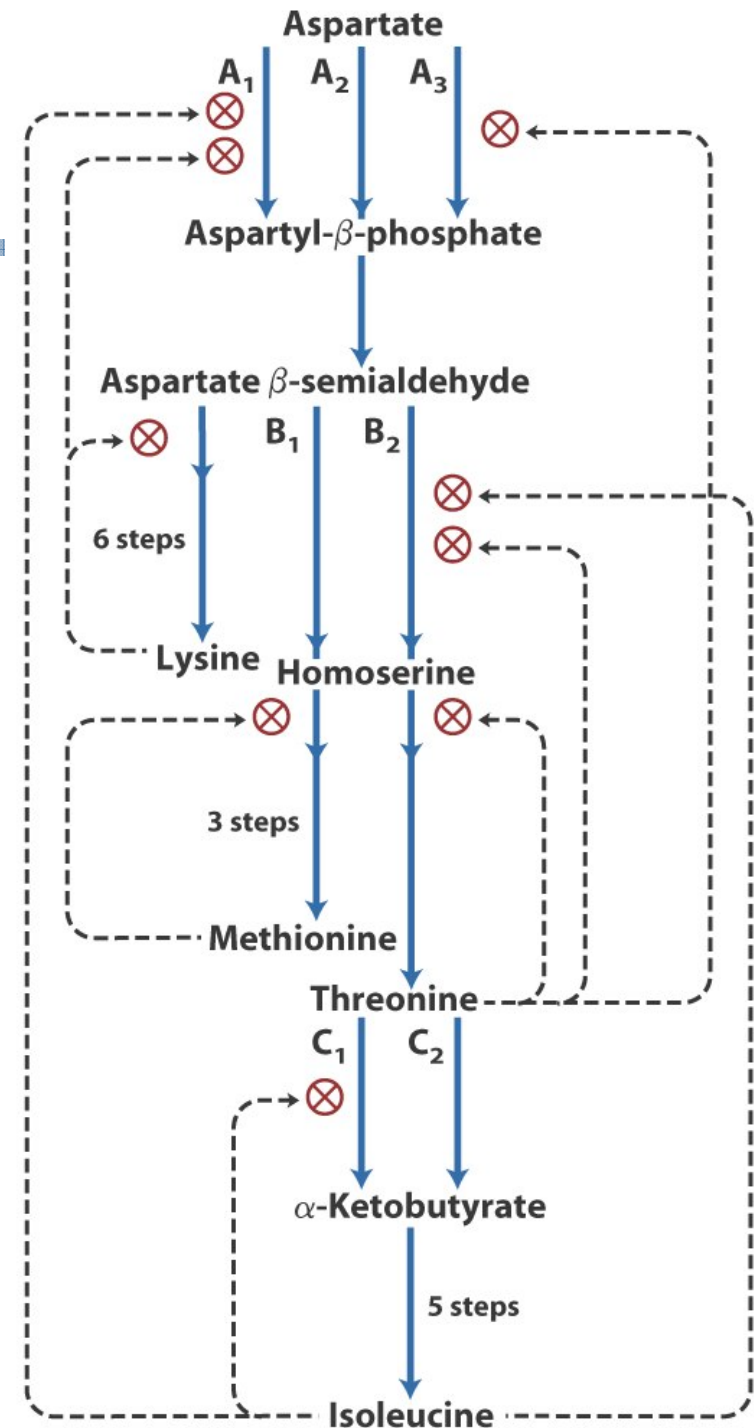 Aspartate
A1 A2 A3
Aspartyl-β-phosphate
Aspartate β-semialdehyde
B1 B2
6 steps
Lysine
Homoserine
3 steps
Methionine
Threonine
C1 C2
α-Ketobutyrate
5 steps
Isoleucine